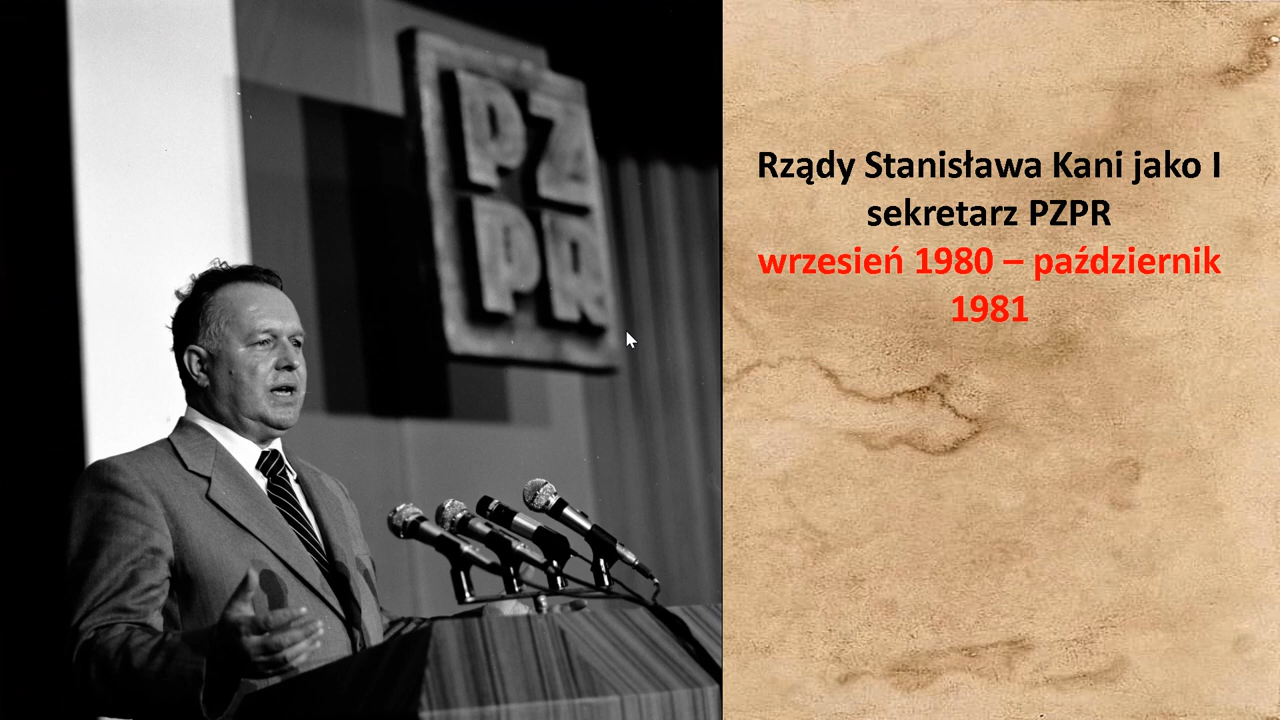 PZ
PR
Rządy Stanisława Kani jako I
sekretarz PZPR
wrzesień 1980 – październik
1981